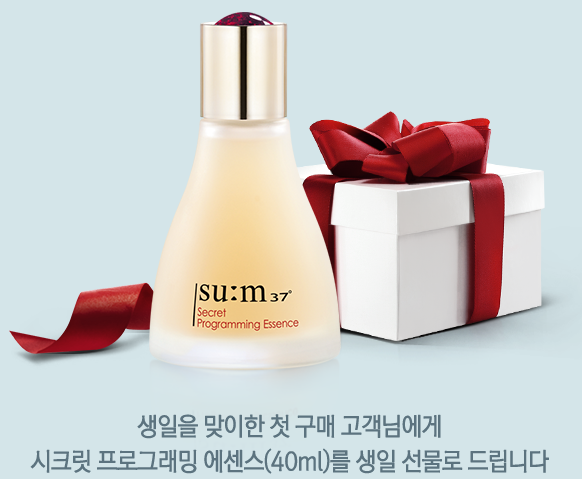 su:m37°
Secret
Programming Essence
생일을 맞이한 첫 구매 고객님에게
시크릿 프로그래밍 에센스(40ml)를 생일 선물로 드립니다